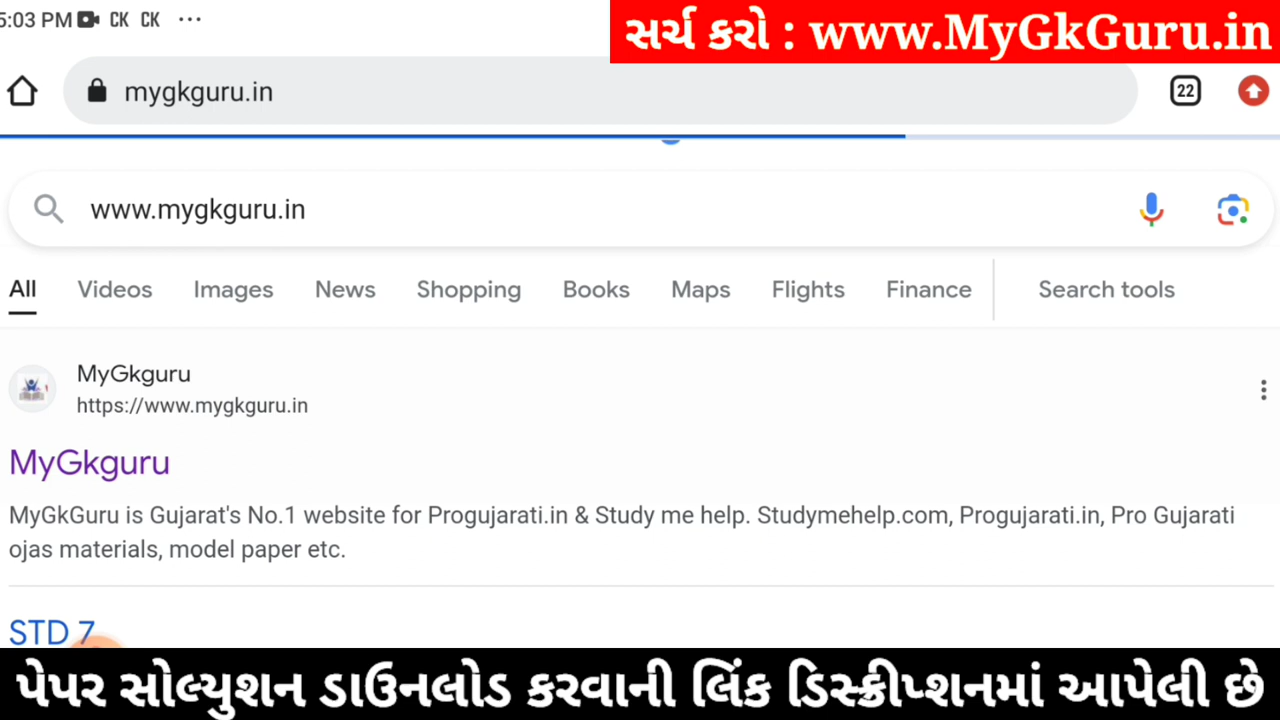 5:03 PM CK CK ...
સર્ચ કરો : www.MyGkGuru.in
mygkguru.in
22
www.mygkguru.in
All Videos Images News Shopping Books Maps Flights Finance Search tools
MyGkguru
https://www.mygkguru.in
MyGkguru
MyGkGuru is Gujarat's No.1 website for Progujarati.in & Study me help. Studymehelp.com, Progujarati.in, Pro Gujarati
ojas materials, model paper etc.
STD 7
પેપર સોલ્યુશન ડાઉનલોડ કરવાની લિંક ડિસ્ક્રીપ્શનમાં આપેલી છે